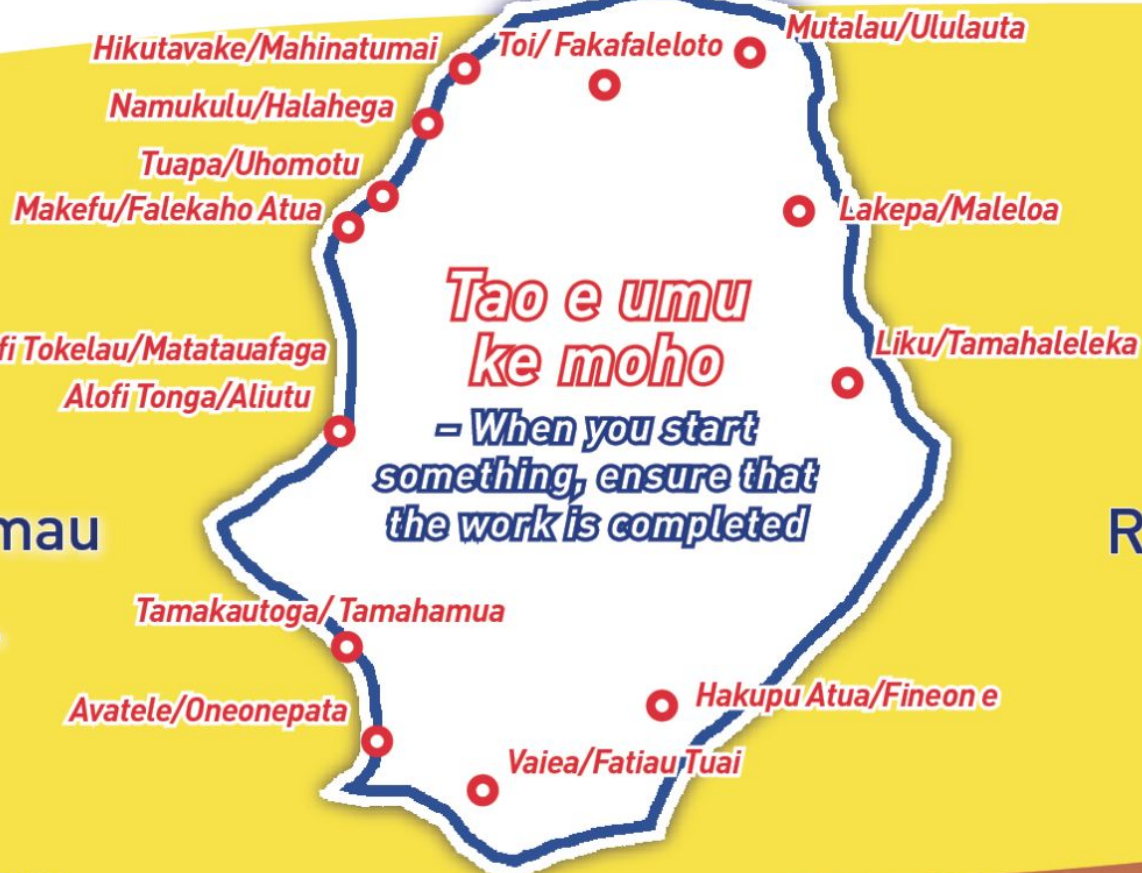 Hikutavake/Mahinatumai
Toi/ Fakafaleloto
Mutalau/Ululauta
Namukulu/Halahega
Tuapa/Uhomotu
Makefu/Falekaho Atua
Lakepa/Maleloa
Tao e umu
ke moho
fi Tokelau/Matatauafaga
Liku/Tamahaleleka
Alofi Tonga/Aliutu
– When you start
something, ensure that
the work is completed
mau
R
Tamakautoga/ Tamahamua
Hakupu Atua/Fineon e
Avatele/Oneonepata
Vaiea/Fatiau Tuai